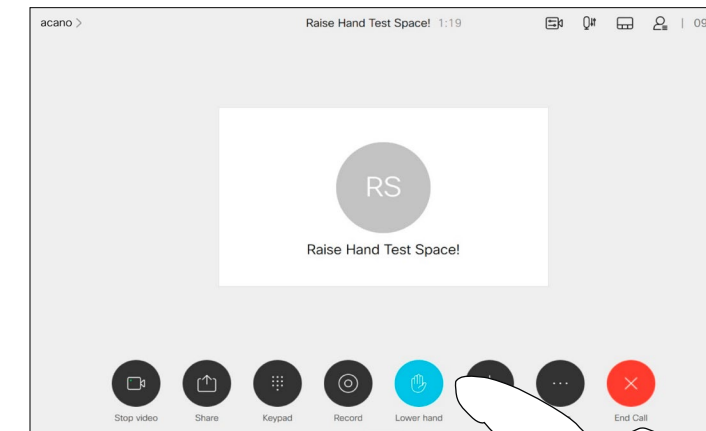 acano >
Raise Hand Test Space! 1:19
09
RS
Raise Hand Test Space!
Stop video
Share
Keypad
Record
Lower hand
End Call